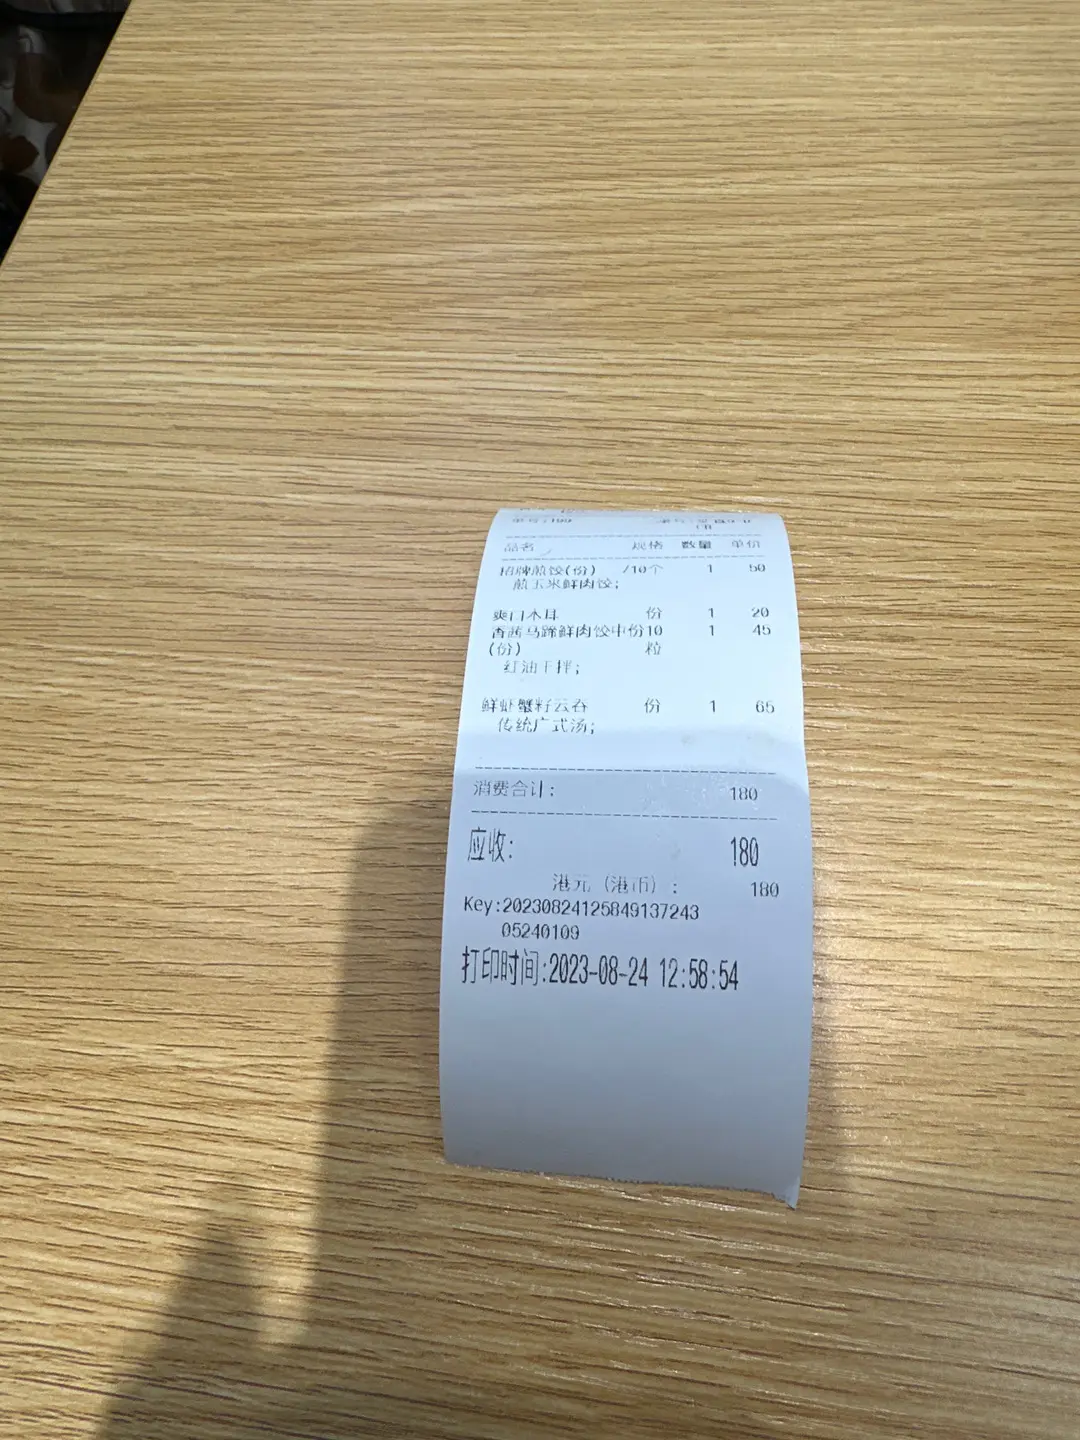 品名 规格 数量 单价
招牌煎饺(份) /10个 1 50
煎玉米鲜肉饺;
爽口木耳 份 1 20
香茜马蹄鲜肉饺中份10 1 45
(份) 粒
红油干拌;
鲜虾蟹籽云吞 份 1 65
传统广式汤;
消费合计: 180
应收: 180
港元(港币): 180
Key:20230824125849137243
05240109
打印时间:2023-08-24 12:58:54